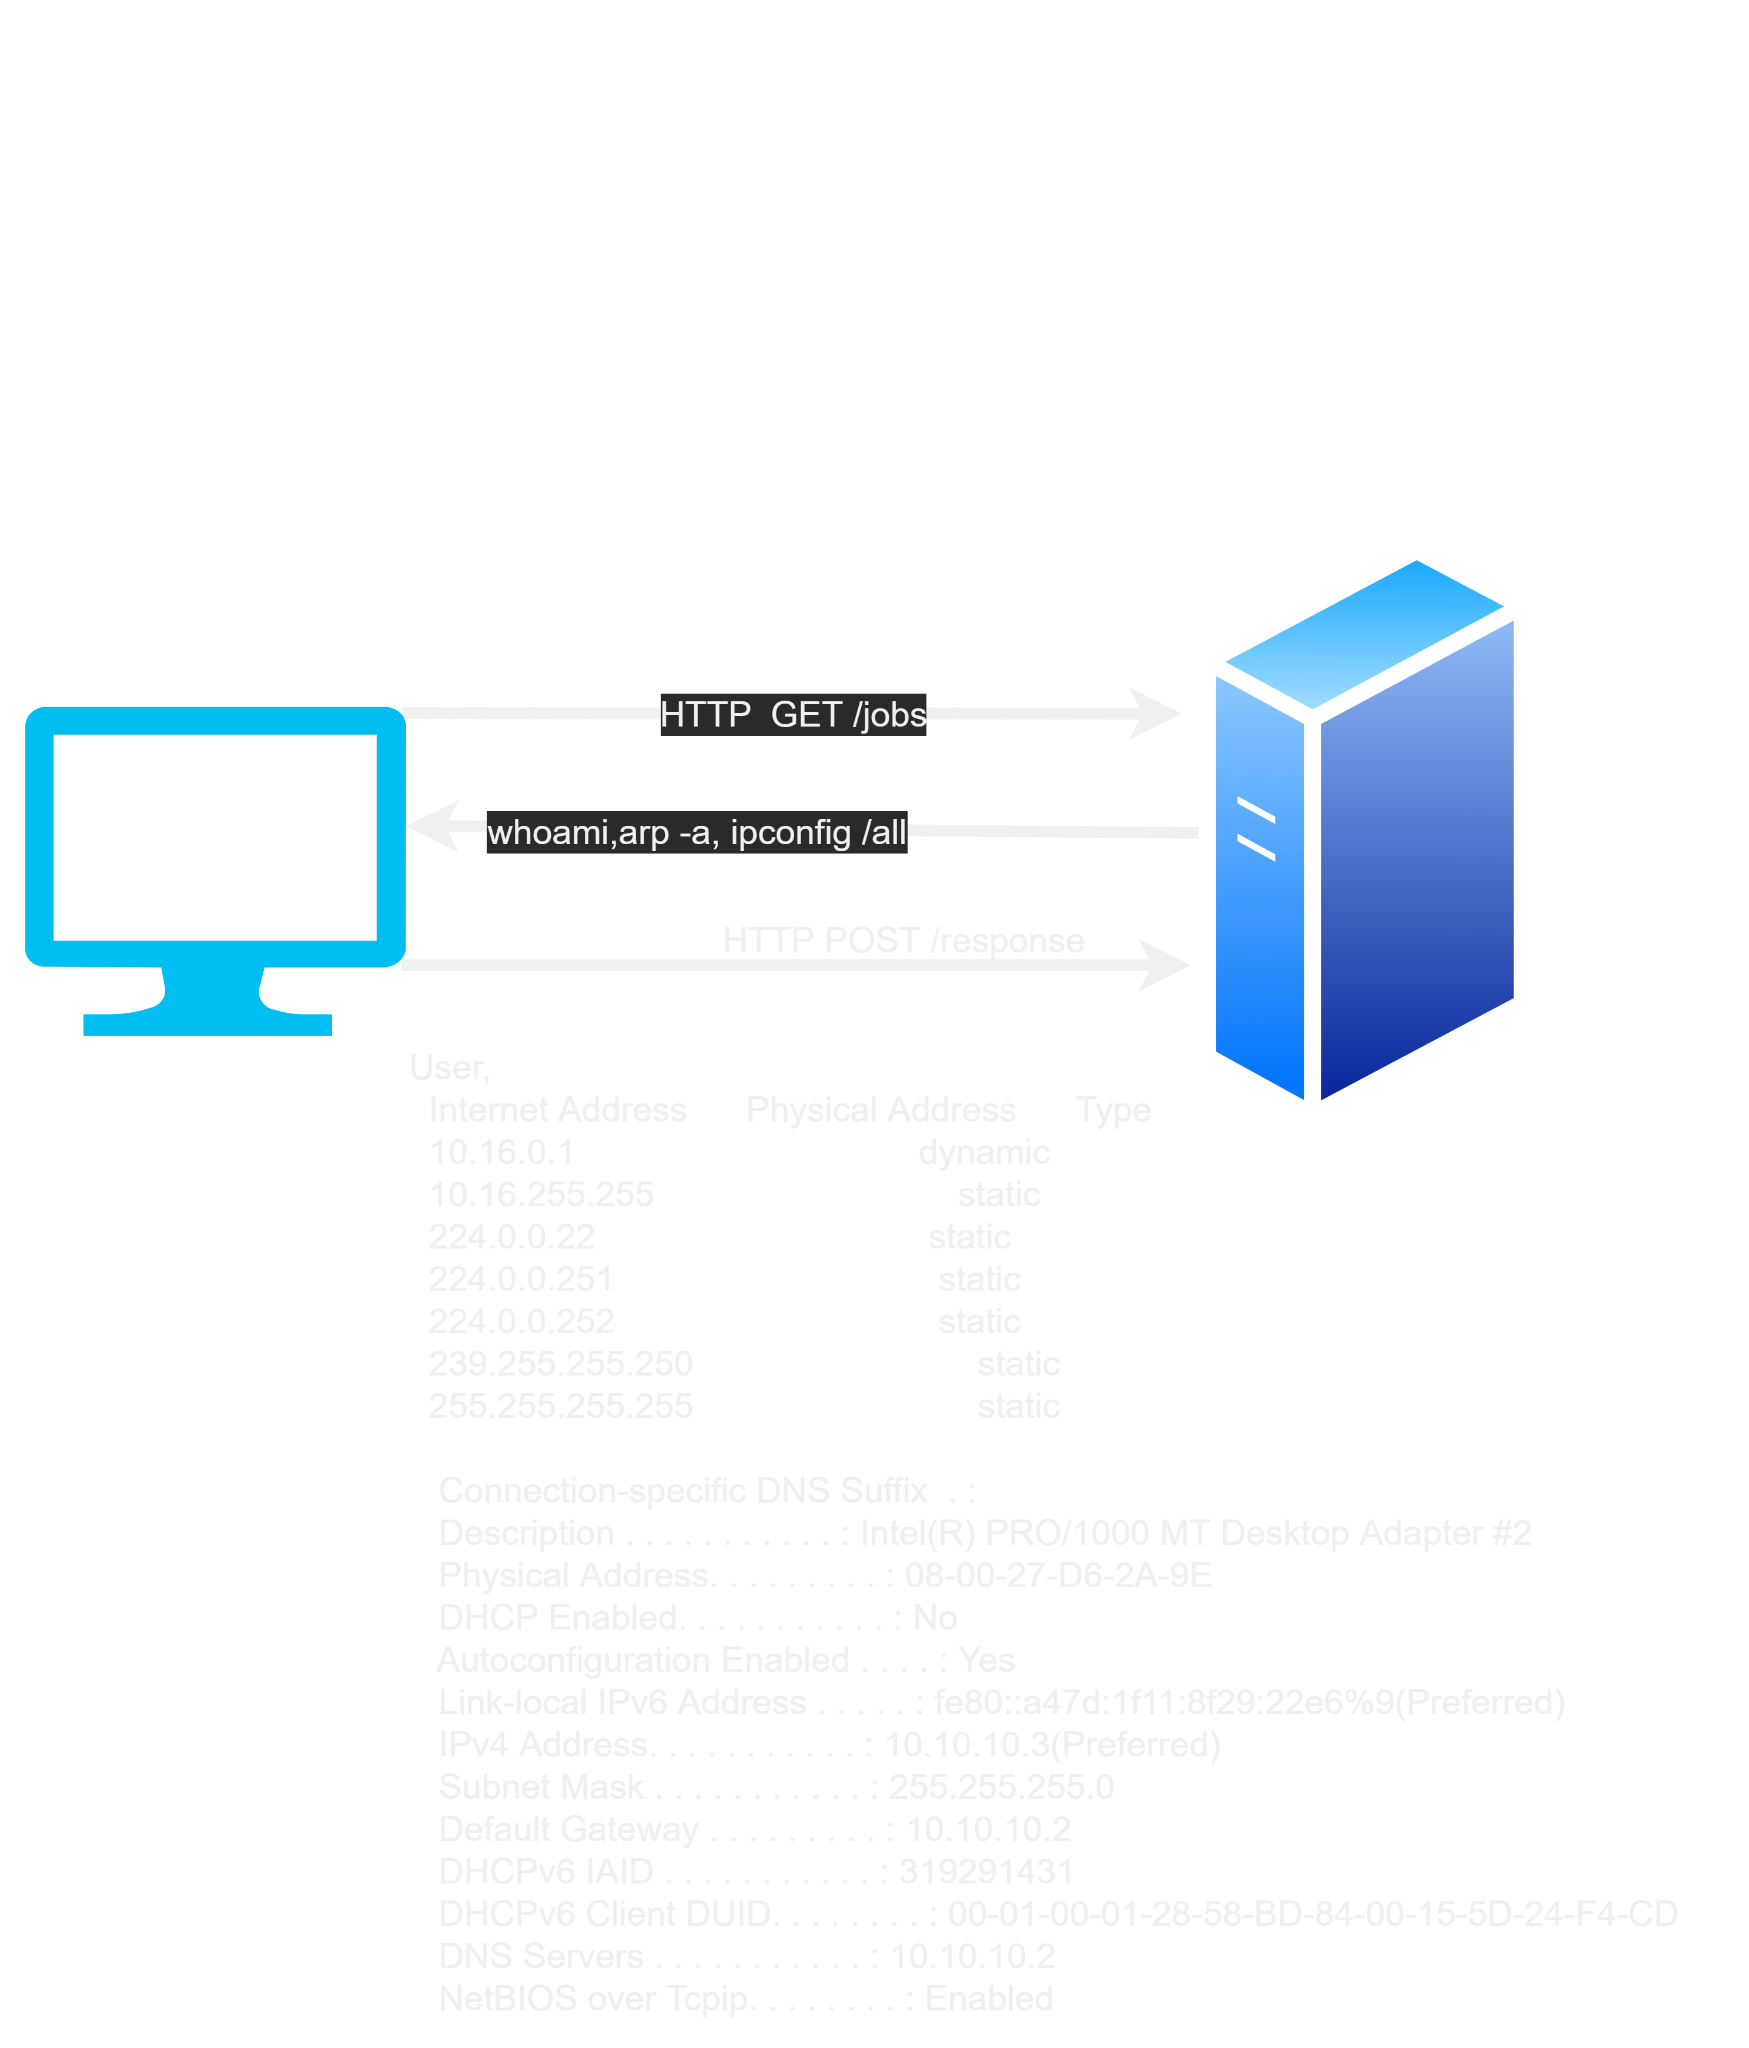 HTTP  GET /jobs
whoami,arp -a, ipconfig /all
HTTP POST /response
User,
Internet Address      Physical Address      Type
10.16.0.1                                   dynamic
10.16.255.255                               static
224.0.0.22                                  static
224.0.0.251                                 static
224.0.0.252                                 static
239.255.255.250                             static
255.255.255.255                             static
Connection-specific DNS Suffix  . :
Description . . . . . . . . . . . : Intel(R) PRO/1000 MT Desktop Adapter #2
Physical Address. . . . . . . . . : 08-00-27-D6-2A-9E
DHCP Enabled. . . . . . . . . . . : No
Autoconfiguration Enabled . . . . : Yes
Link-local IPv6 Address . . . . . : fe80::a47d:1f11:8f29:22e6%9(Preferred)
IPv4 Address. . . . . . . . . . . : 10.10.10.3(Preferred)
Subnet Mask . . . . . . . . . . . : 255.255.255.0
Default Gateway . . . . . . . . . : 10.10.10.2
DHCPv6 IAID . . . . . . . . . . . : 319291431
DHCPv6 Client DUID. . . . . . . . : 00-01-00-01-28-58-BD-84-00-15-5D-24-F4-CD
DNS Servers . . . . . . . . . . . : 10.10.10.2
NetBIOS over Tcpip. . . . . . . . : Enabled